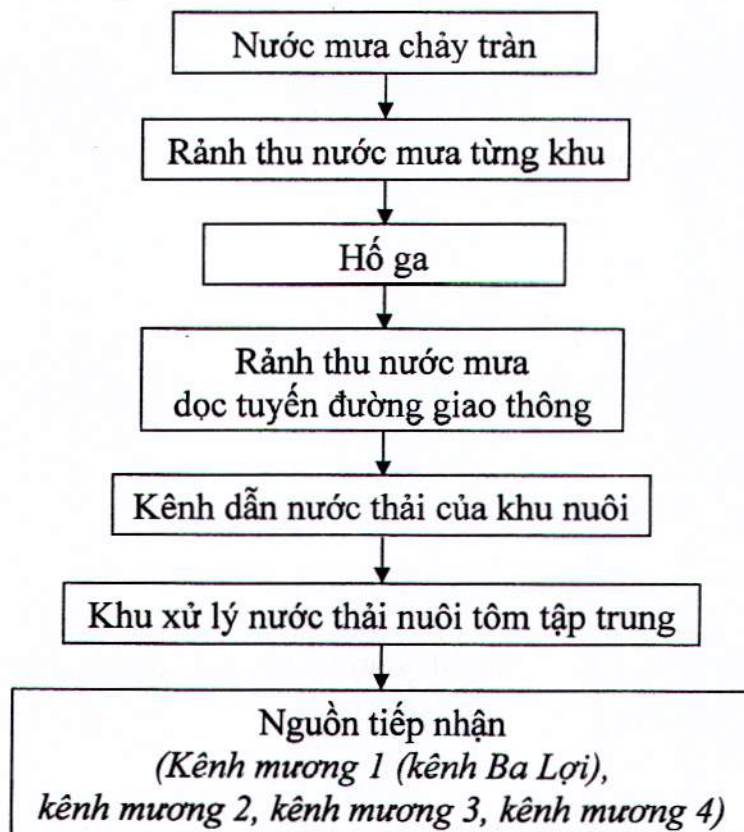 Nước mưa chảy tràn
Rảnh thu nước mưa từng khu
Hố ga
Rảnh thu nước mưa
dọc tuyến đường giao thông
Kênh dẫn nước thải của khu nuôi
Khu xử lý nước thải nuôi tôm tập trung
Nguồn tiếp nhận
(Kênh mương 1 (kênh Ba Lợi),
kênh mương 2, kênh mương 3, kênh mương 4)